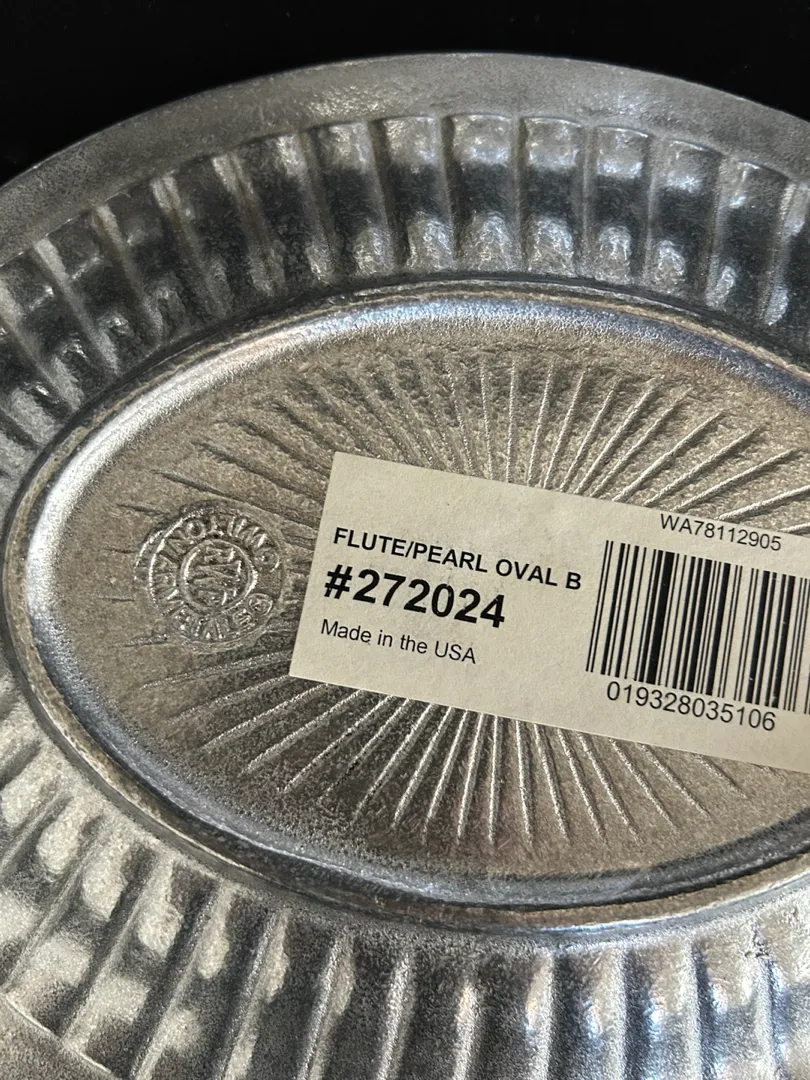 WA78112905
FLUTE/PEARL OVAL B
#272024
Made in the USA
019328035106